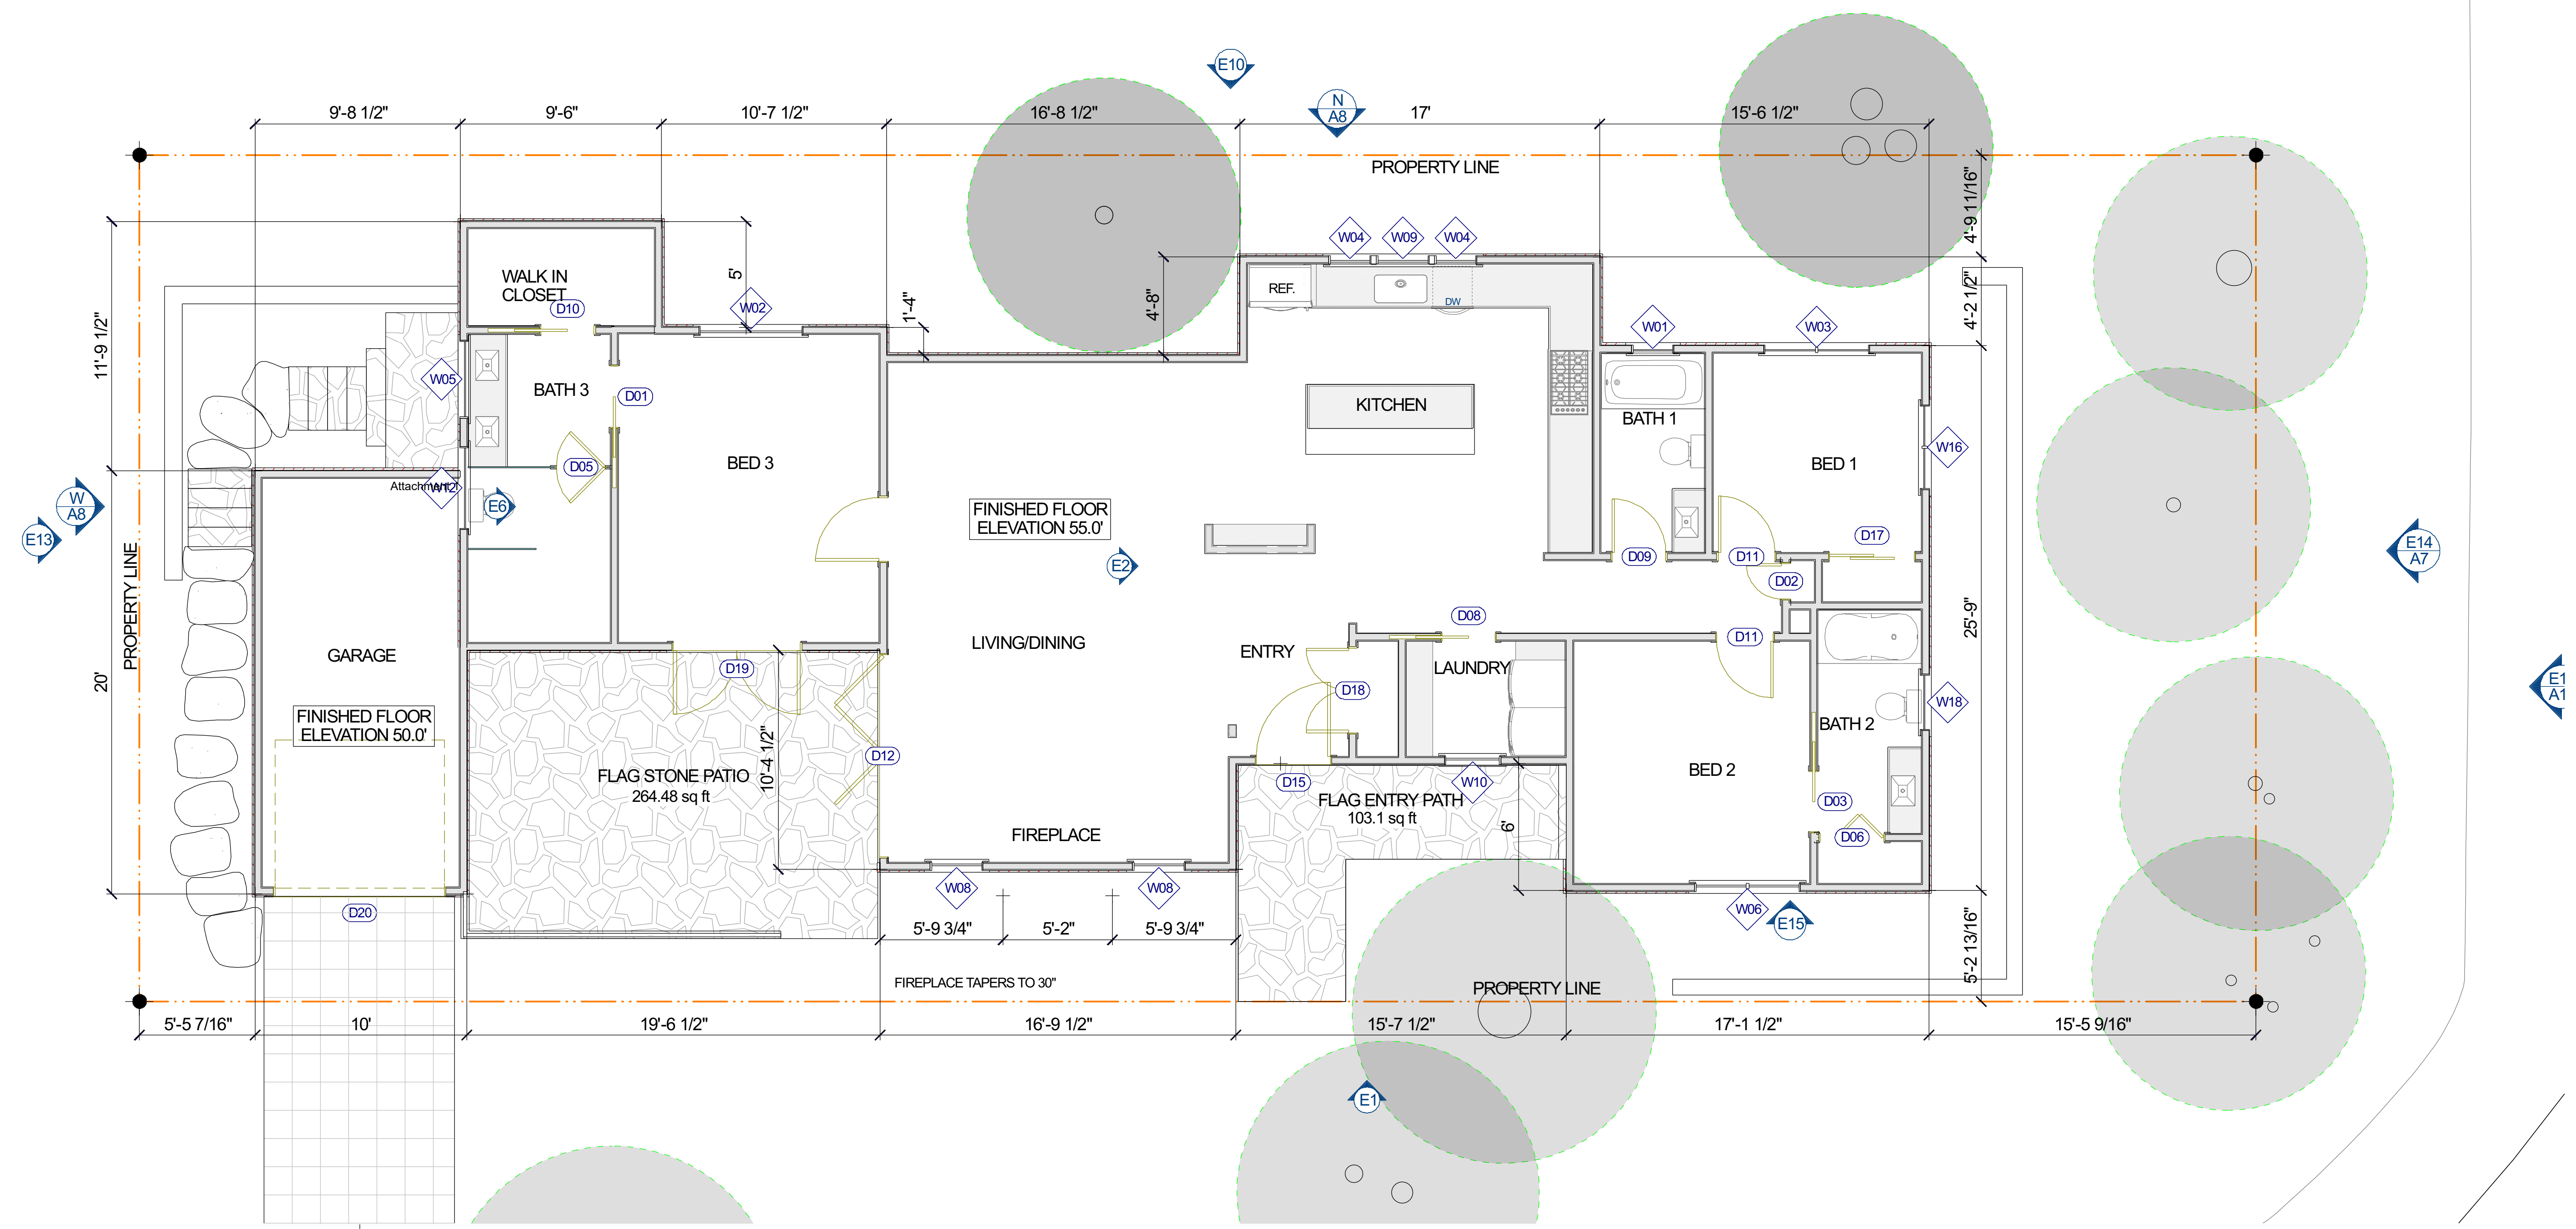 E10
N
A8
9'-8 1/2"
9'-6"
10'-7 1/2"
16'-8 1/2"
17'
15'-6 1/2"
PROPERTY LINE
4'-9 11/16"
W04
W09
W04
WALK IN
CLOSET
D10
5'
W02
1'-4"
4'-8"
REF.
DW
W01
W03
4'-2 1/2"
11'-9 1/2"
W05
BATH 3
D01
KITCHEN
BATH 1
BED 1
W16
D05
BED 3
Attachment 1
W12
E6
W
A8
E13
FINISHED FLOOR
ELEVATION 55.0'
E2
D09
D11
D17
D02
E14
A7
PROPERTY LINE
20'
GARAGE
LIVING/DINING
ENTRY
D08
D11
25'-9"
LAUNDRY
D19
D18
FINISHED FLOOR
ELEVATION 50.0'
10'-4 1/2"
D12
BATH 2
W18
FLAG STONE PATIO
264.48 sq ft
D15
W10
BED 2
FLAG ENTRY PATH
103.1 sq ft
6'
D03
D06
FIREPLACE
W08
W08
D20
W06
E15
5'-9 3/4"
5'-2"
5'-9 3/4"
5'-2 13/16"
FIREPLACE TAPERS TO 30"
PROPERTY LINE
5'-5 7/16"
10'
19'-6 1/2"
16'-9 1/2"
15'-7 1/2"
17'-1 1/2"
15'-5 9/16"
E1